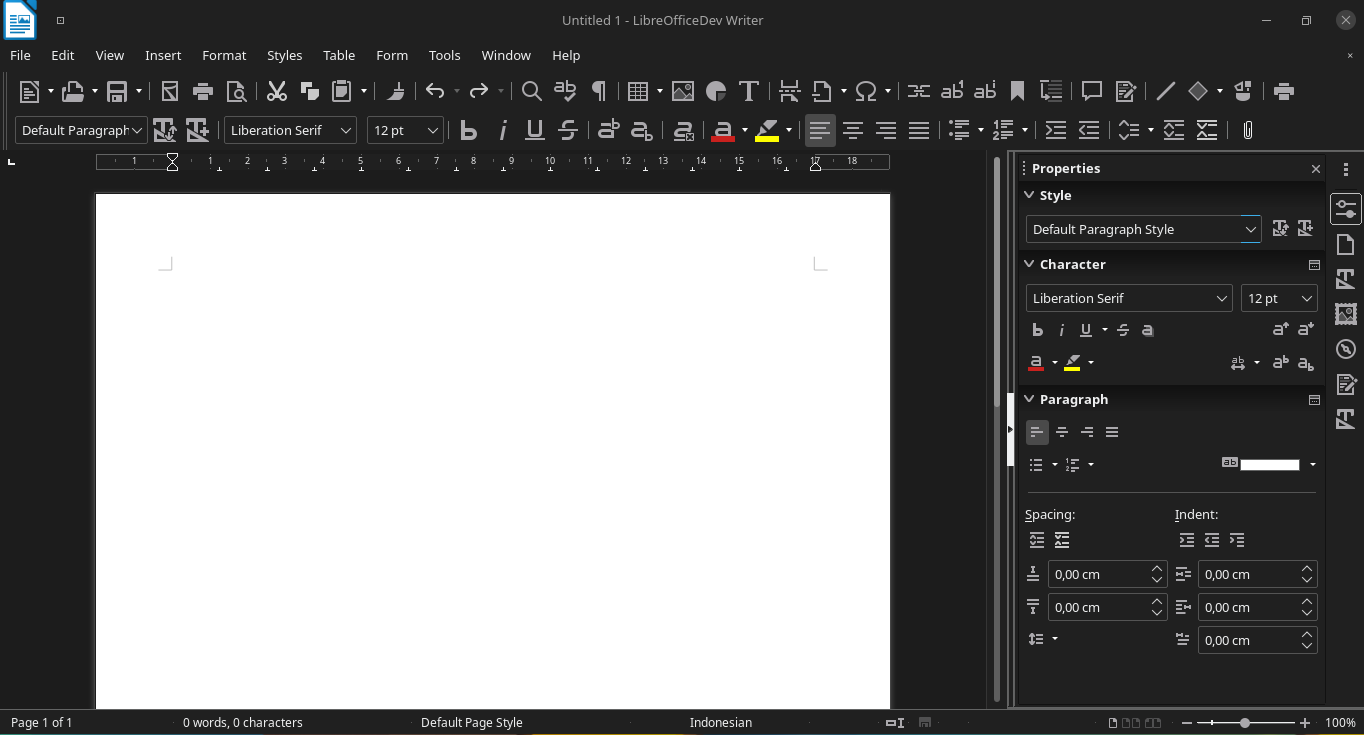 Untitled 1 - LibreOfficeDev Writer
File Edit View Insert Format Styles Table Form Tools Window Help
Default Paragraph Liberation Serif 12 pt
1 1 2 3 4 5 6 7 8 9 10 11 12 13 14 15 16 17 18
Properties
Style
Default Paragraph Style
Character
Liberation Serif 12 pt
Paragraph
Spacing: Indent:
0,00 cm 0,00 cm
0,00 cm 0,00 cm
0,00 cm
Page 1 of 1 0 words, 0 characters Default Page Style Indonesian 100%